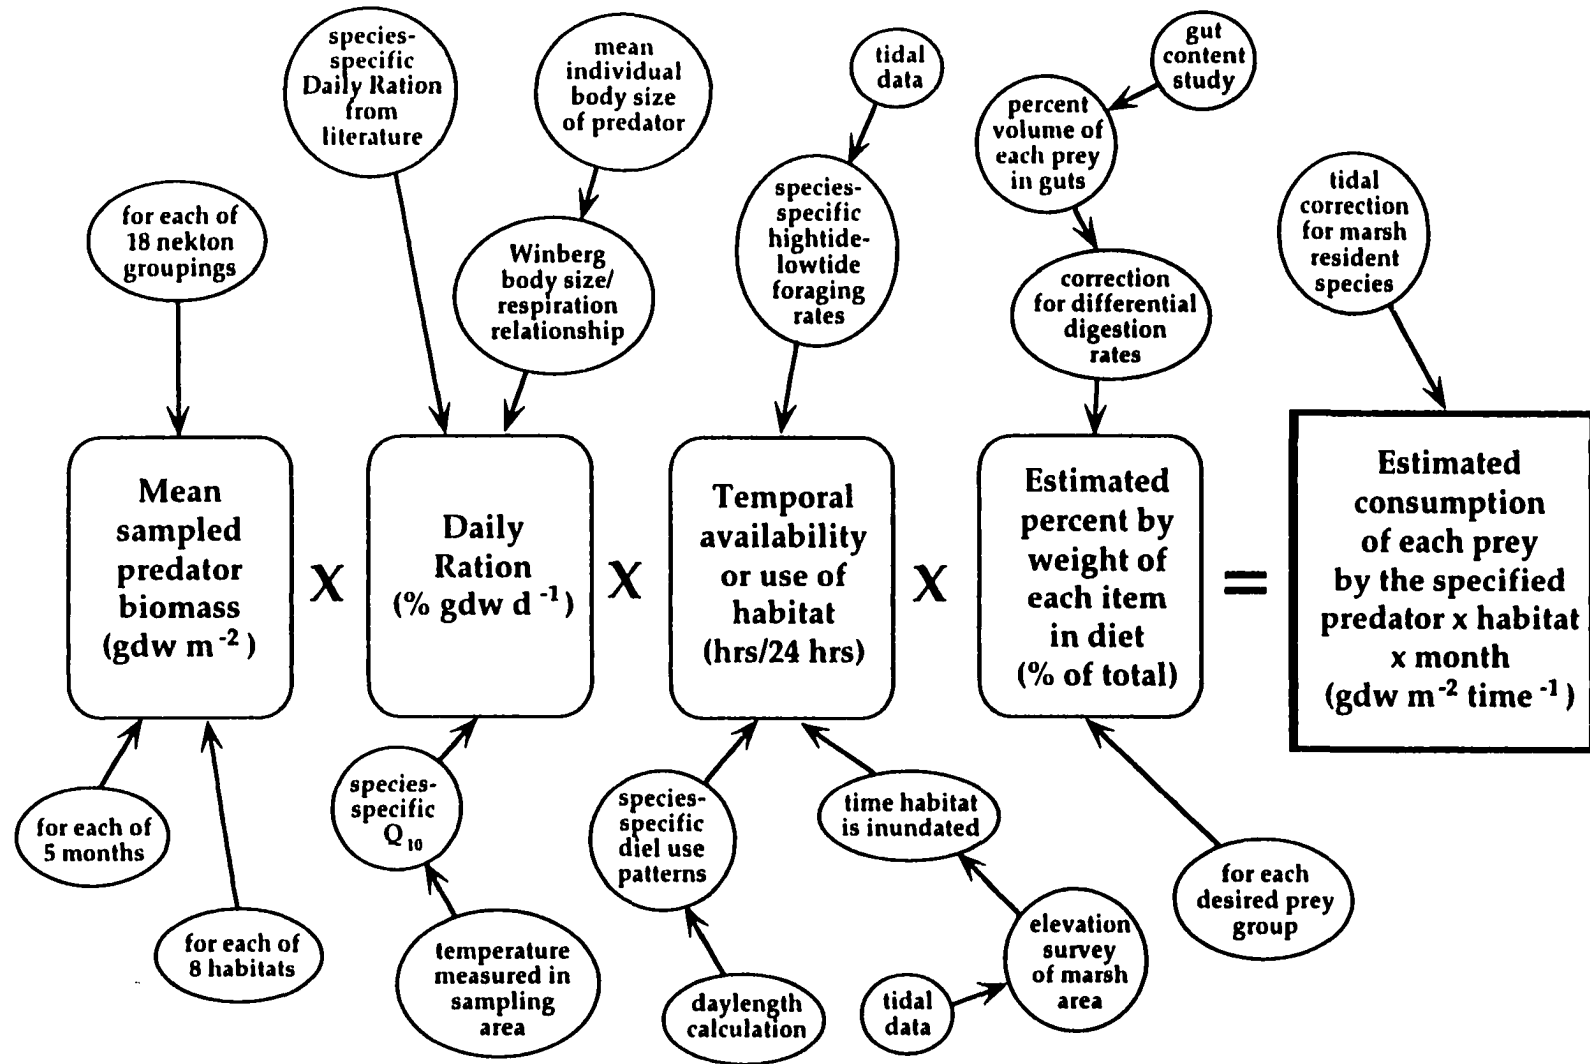 species-
specific
Daily Ration
from
literature
mean
individual
body size
of predator
tidal
data
gut
content
study
percent
volume of
each prey
in guts
for each of
18 nekton
groupings
Winberg
body size/
respiration
relationship
species-
specific
hightide-
lowtide
foraging
rates
correction
for differential
digestion
rates
tidal
correction
for marsh
resident
species
Mean
sampled
predator
biomass
(gdw m⁻²)
X
Daily
Ration
(% gdw d⁻¹)
X
Temporal
availability
or use of
habitat
(hrs/24 hrs)
X
Estimated
percent by
weight of
each item
in diet
(% of total)
=
Estimated
consumption
of each prey
by the specified
predator x habitat
x month
(gdw m⁻² time⁻¹)
for each of
5 months
for each of
8 habitats
species-
specific
Q₁₀
temperature
measured in
sampling
area
species-
specific
diel use
patterns
daylength
calculation
time habitat
is inundated
tidal
data
elevation
survey
of marsh
area
for each
desired prey
group